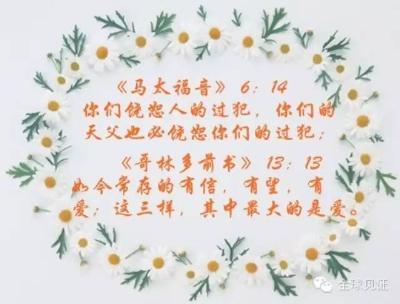 《马太福音》 6：14
你们饶恕人的过犯，你们的
天父也必饶恕你们的过犯；
《哥林多前书》 13：13
如今常存的有信，有望，有
爱；这三样，其中最大的是爱。
全球见证